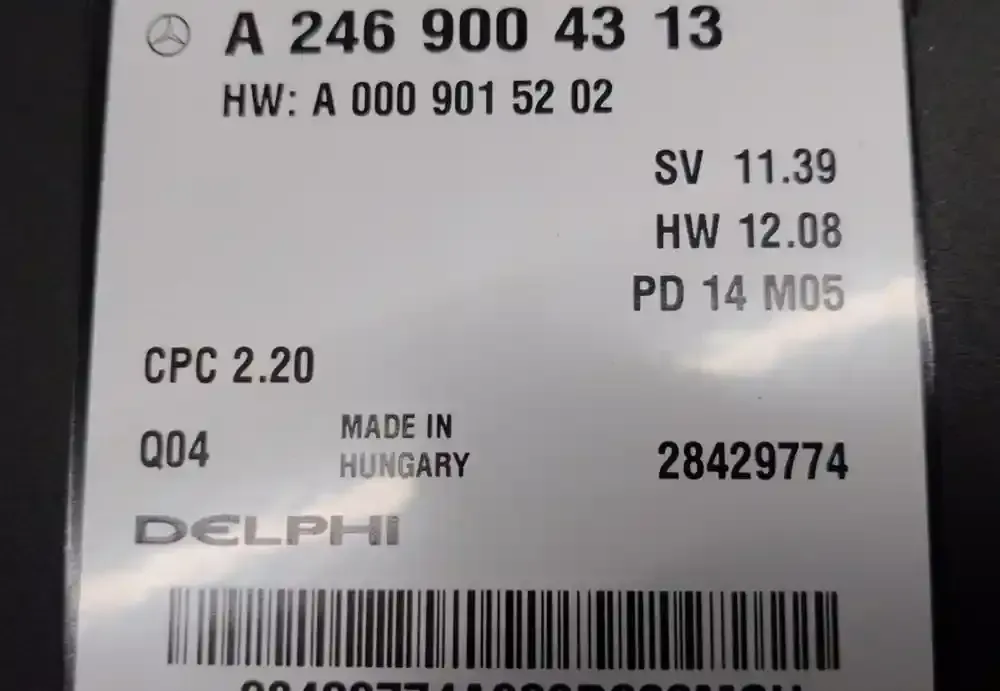 A 246 900 43 13
HW: A 000 901 52 02
SV 11.39
HW 12.08
PD 14 M05
CPC 2.20
Q04
MADE IN
HUNGARY
28429774
DELPHI